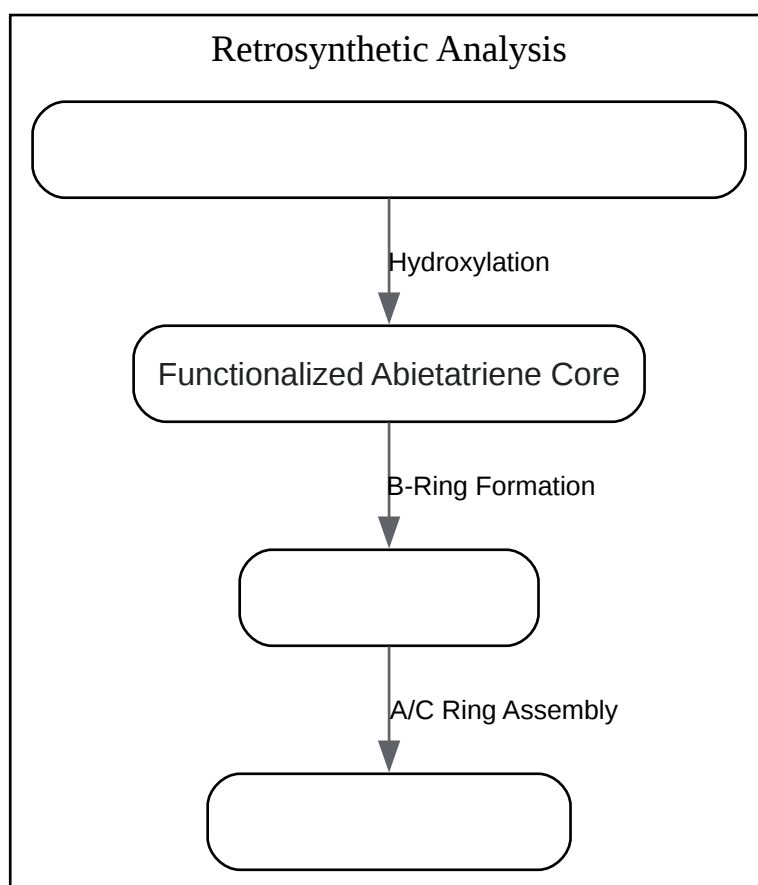 Retrosynthetic Analysis
Hydroxylation
Functionalized Abietatriene Core
B-Ring Formation
A/C Ring Assembly